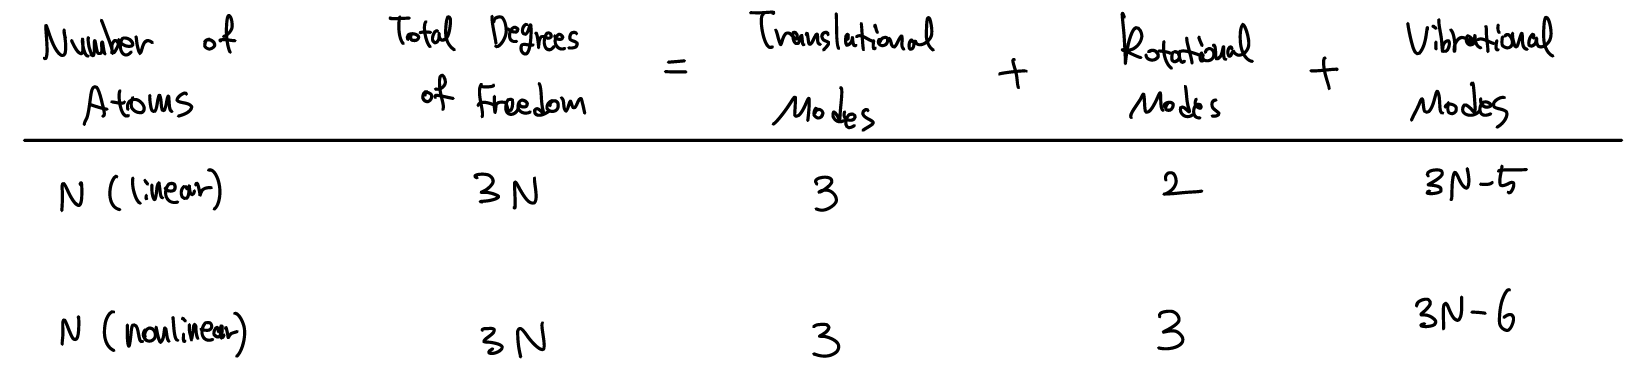 Number of Total Degrees = Translational + Rotational + Vibrational
Atoms of Freedom Modes Modes Modes
N (linear) 3N 3 2 3N-5
N (nonlinear) 3N 3 3 3N-6